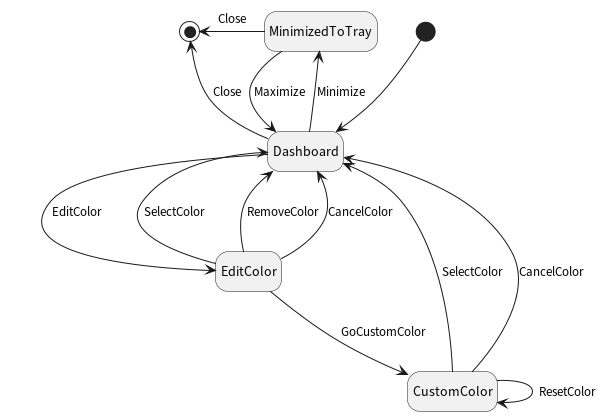 Close
MinimizedToTray
Close
Maximize
Minimize
Dashboard
EditColor
SelectColor
RemoveColor
CancelColor
EditColor
SelectColor
CancelColor
GoCustomColor
CustomColor
ResetColor